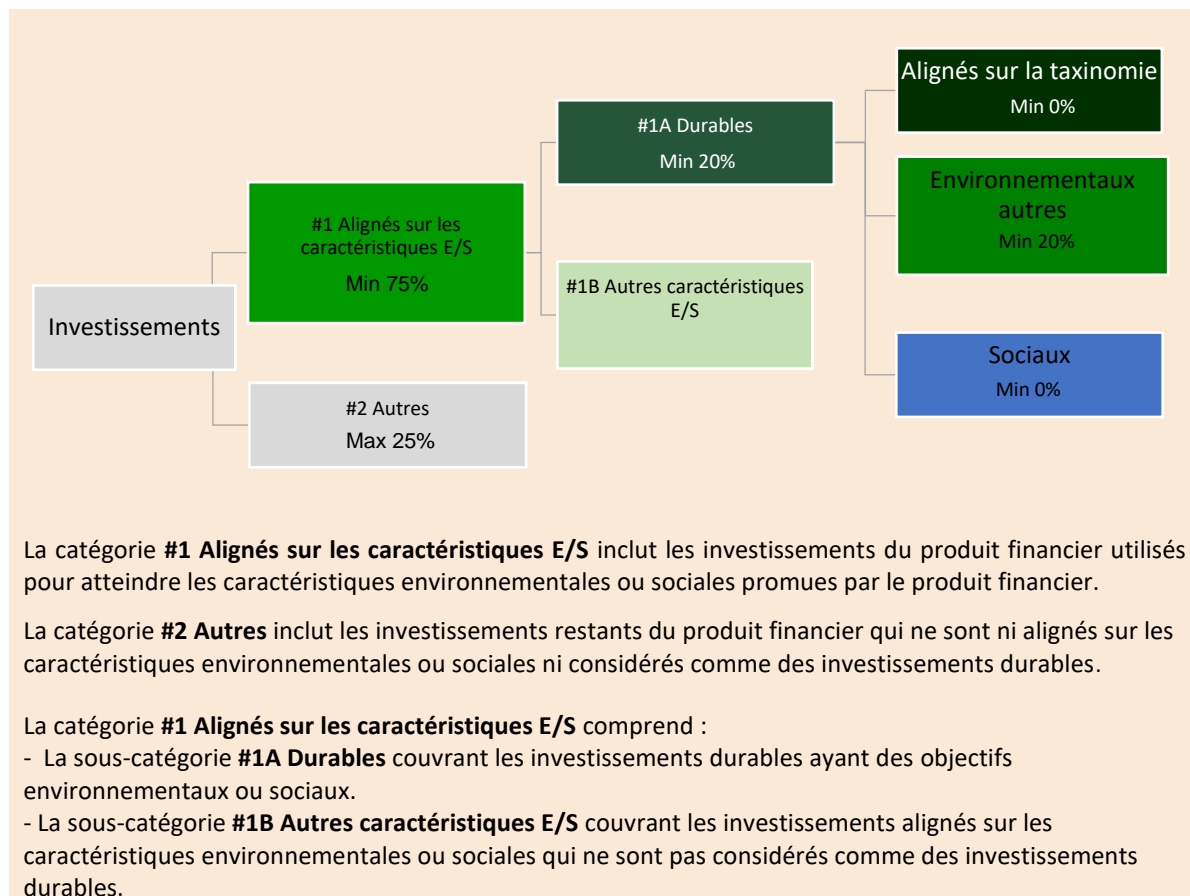 Investissements
#1 Alignés sur les
caractéristiques E/S
Min 75%
#2 Autres
Max 25%
#1A Durables
Min 20%
#1B Autres caractéristiques
E/S
Alignés sur la taxinomie
Min 0%
Environnementaux
autres
Min 20%
Sociaux
Min 0%
La catégorie #1 Alignés sur les caractéristiques E/S inclut les investissements du produit financier utilisés
pour atteindre les caractéristiques environnementales ou sociales promues par le produit financier.
La catégorie #2 Autres inclut les investissements restants du produit financier qui ne sont ni alignés sur les
caractéristiques environnementales ou sociales ni considérés comme des investissements durables.
La catégorie #1 Alignés sur les caractéristiques E/S comprend :
- La sous-catégorie #1A Durables couvrant les investissements durables ayant des objectifs
environnementaux ou sociaux.
- La sous-catégorie #1B Autres caractéristiques E/S couvrant les investissements alignés sur les
caractéristiques environnementales ou sociales qui ne sont pas considérés comme des investissements
durables.